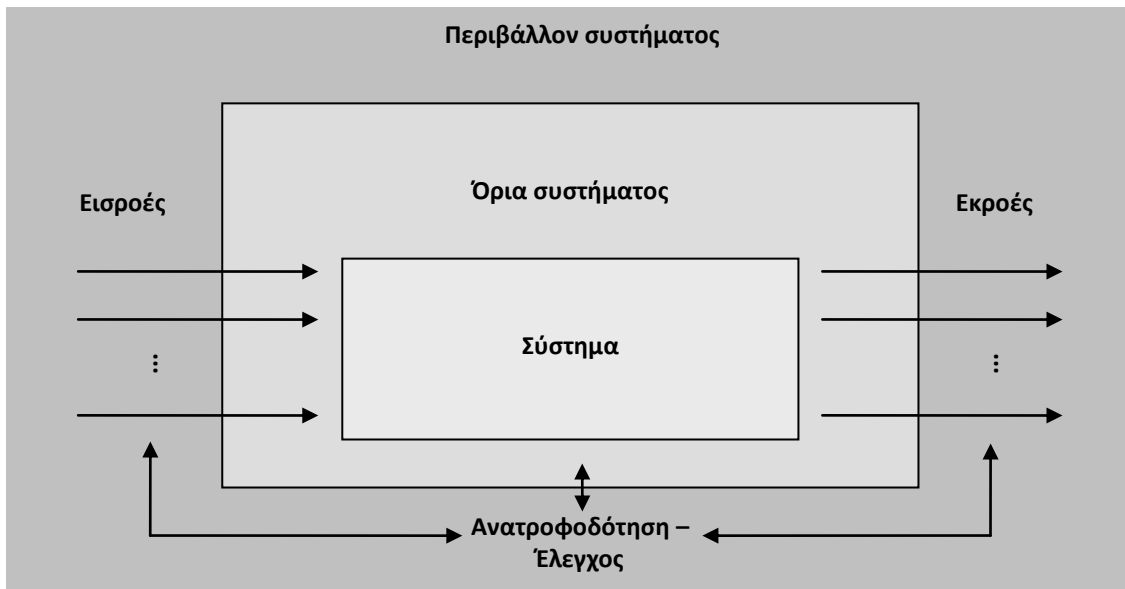 Περιβάλλον συστήματος
Όρια συστήματος
Εισροές
Εκροές
Σύστημα
...
...
Ανατροφοδότηση –
Έλεγχος